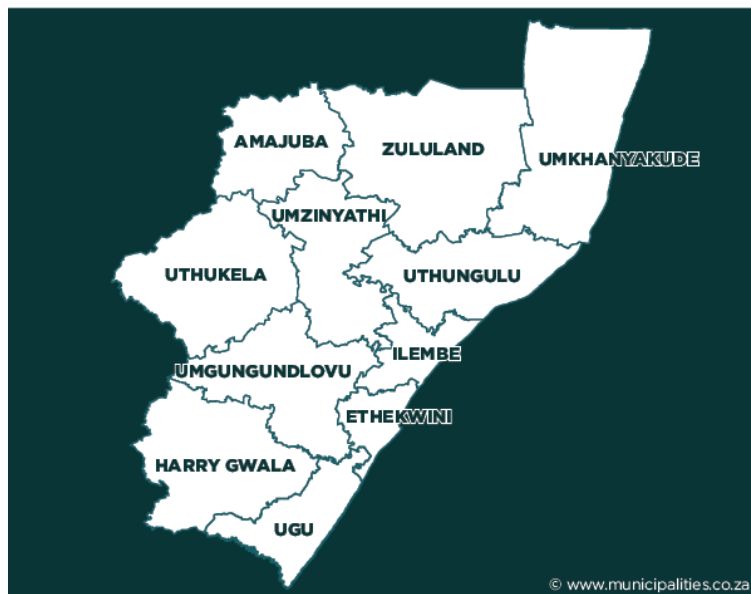 AMAJUBA
ZULULAND
UMKHANYAKUDE
UMZINYATHI
UTHUKELA
UTHUNGULU
ILEMBE
UMGUNGUNDLOVU
ETHEKWINI
HARRY GWALA
UGU
© www.municipalities.co.za